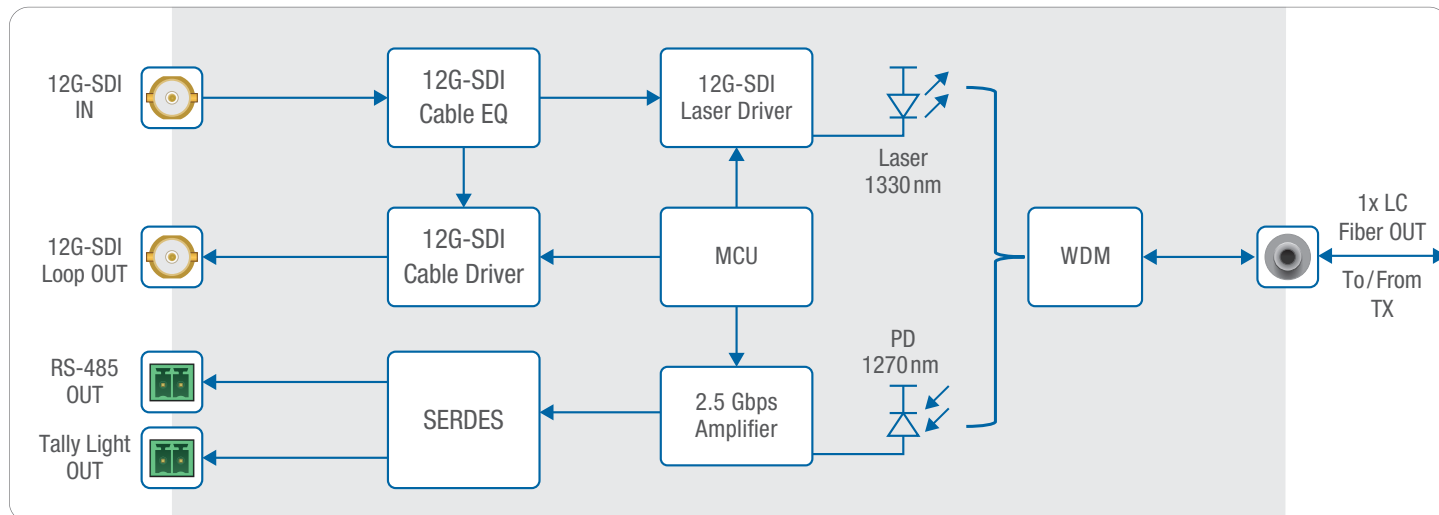 12G-SDI
IN
12G-SDI
Cable EQ
12G-SDI
Laser Driver
Laser
1330 nm
12G-SDI
Loop OUT
12G-SDI
Cable Driver
MCU
WDM
1x LC
Fiber OUT
To/From
TX
RS-485
OUT
Tally Light
OUT
SERDES
2.5 Gbps
Amplifier
PD
1270 nm